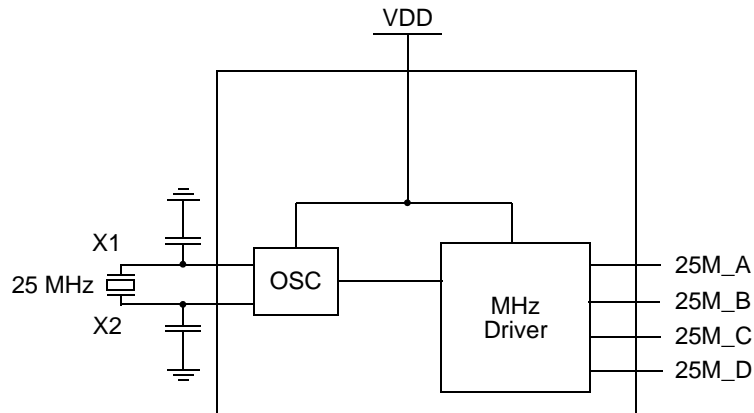 VDD
X1
25 MHz
X2
OSC
MHz
Driver
25M_A
25M_B
25M_C
25M_D